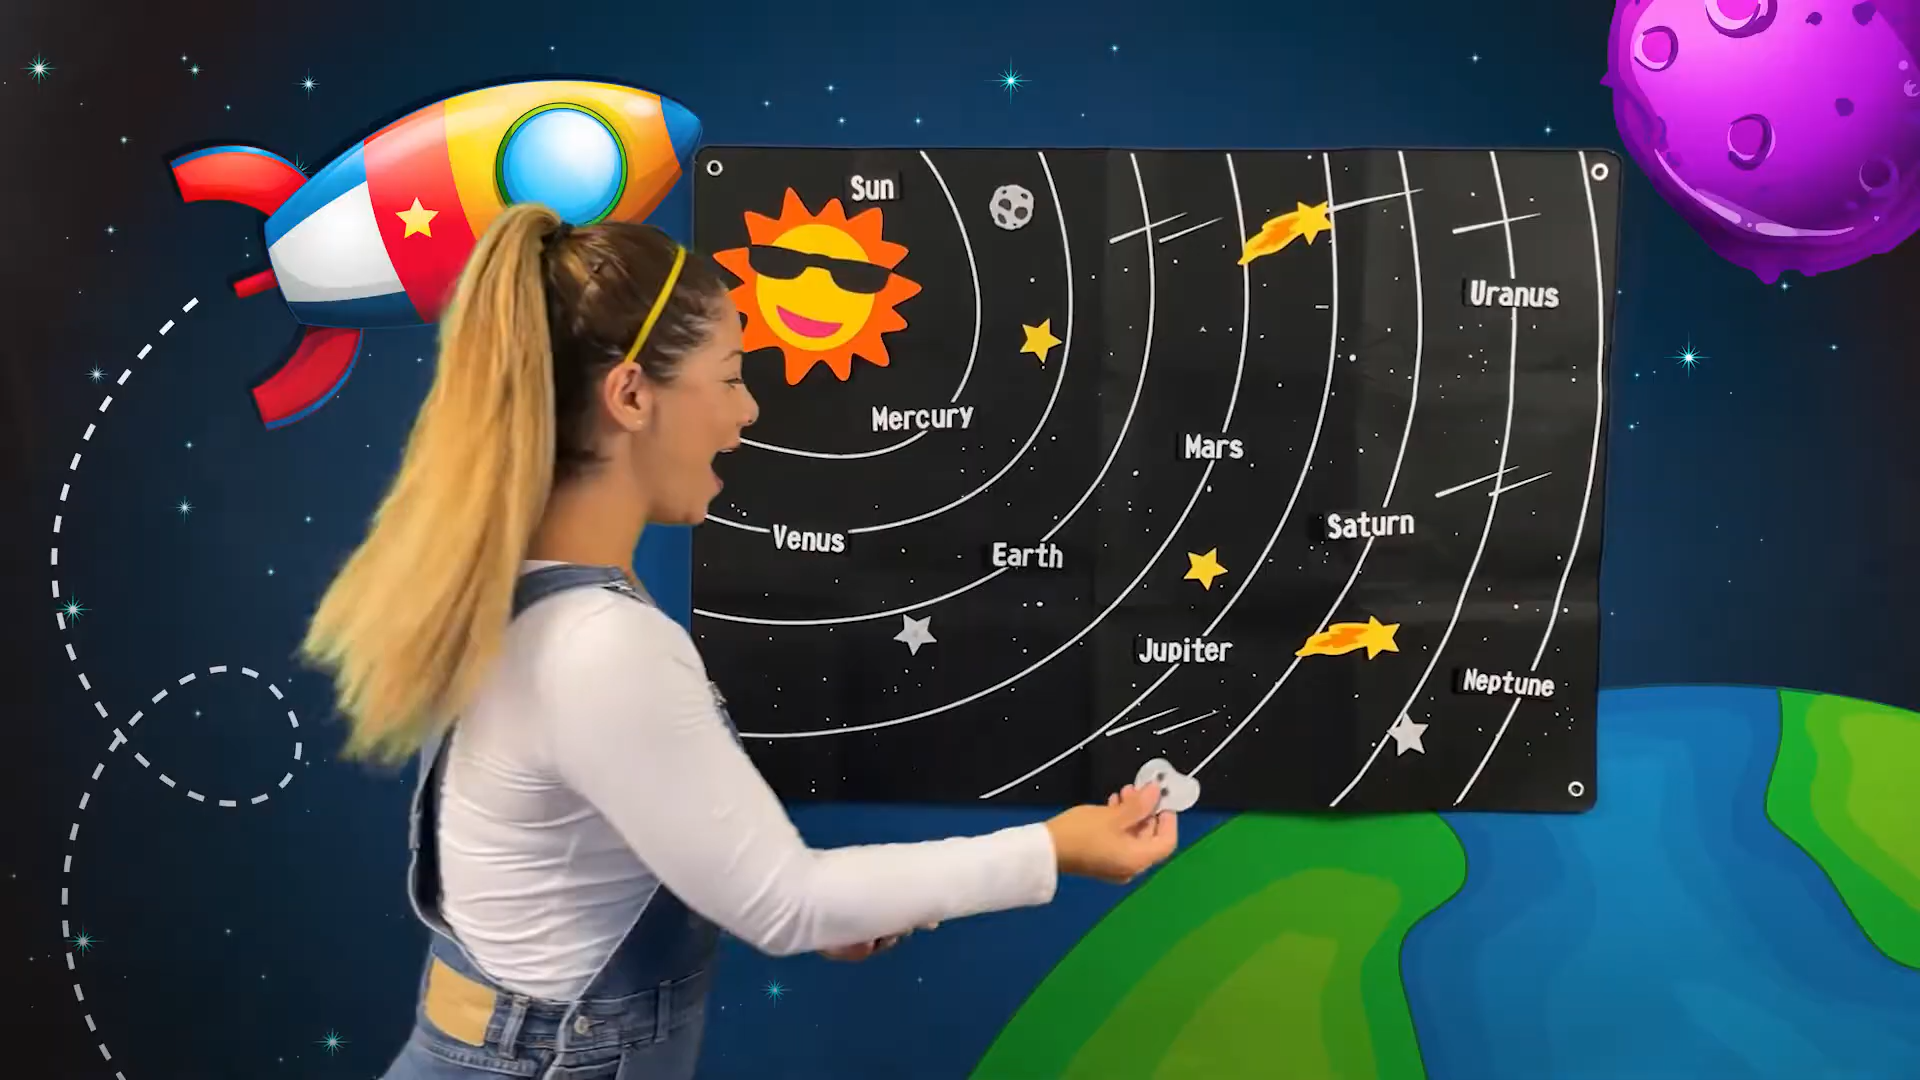 Sun
Uranus
Mercury
Mars
Saturn
Venus
Earth
Jupiter
Neptune